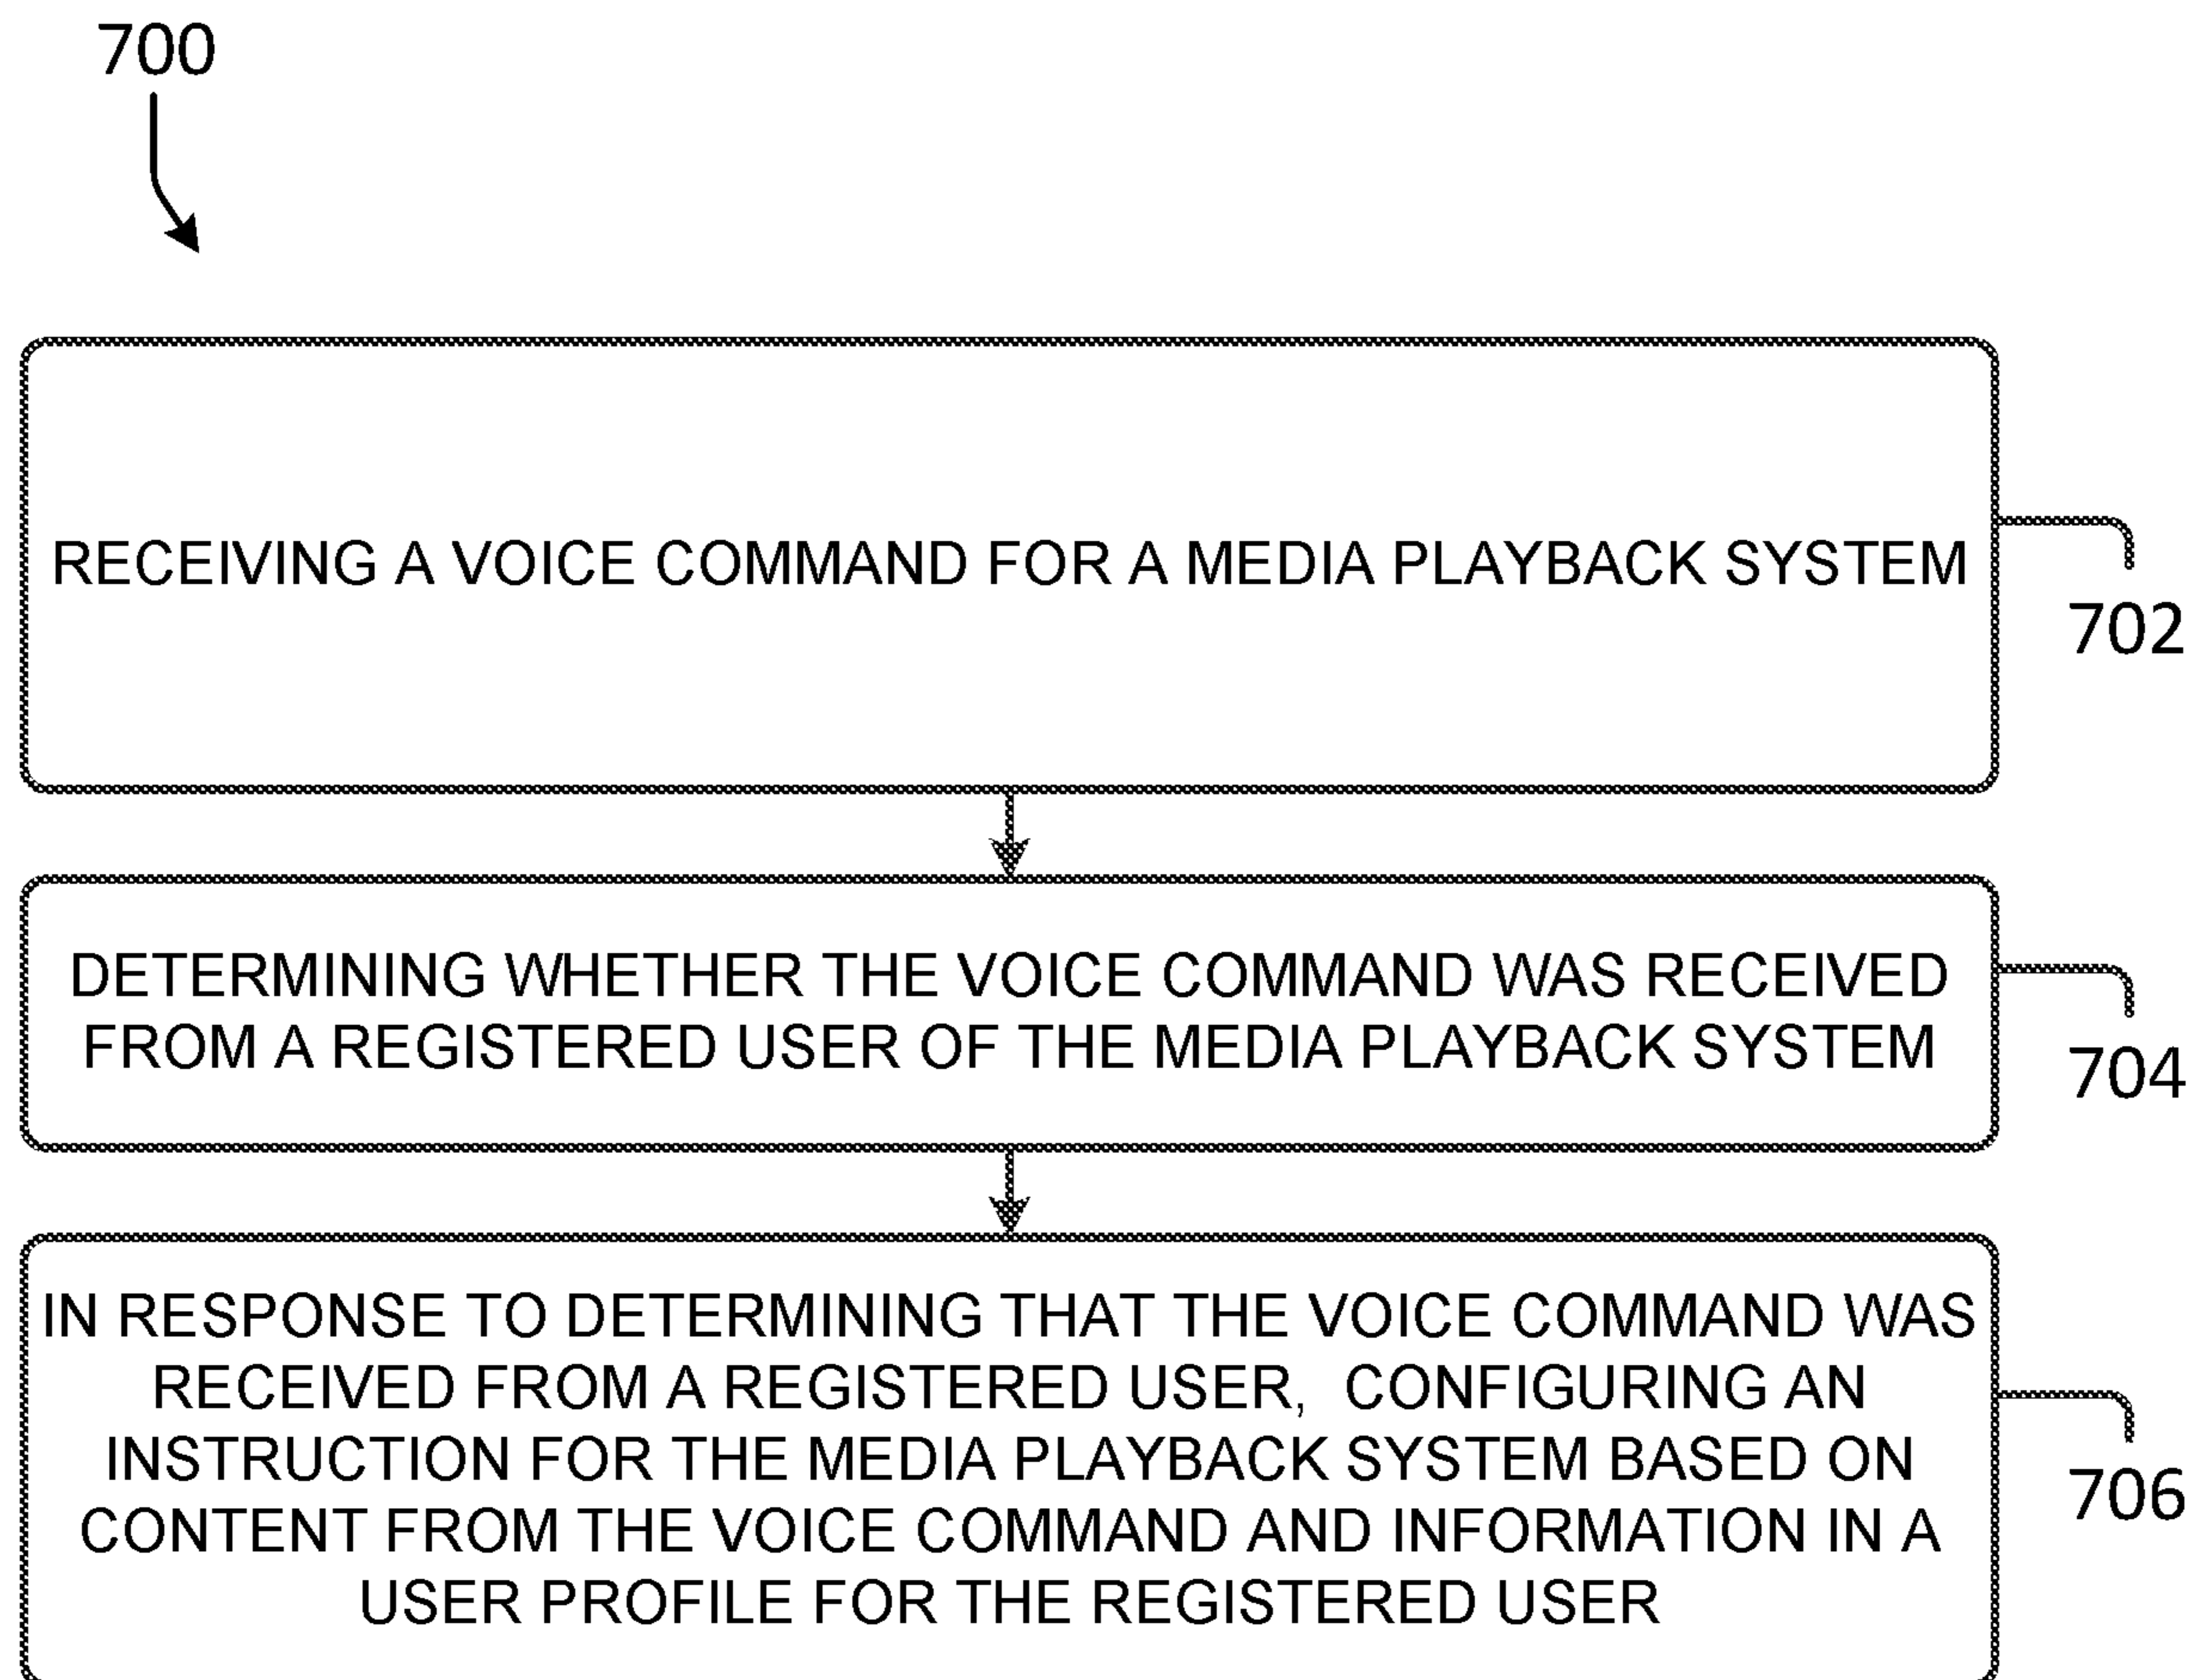 700
RECEIVING A VOICE COMMAND FOR A MEDIA PLAYBACK SYSTEM
702
DETERMINING WHETHER THE VOICE COMMAND WAS RECEIVED
FROM A REGISTERED USER OF THE MEDIA PLAYBACK SYSTEM
704
IN RESPONSE TO DETERMINING THAT THE VOICE COMMAND WAS
RECEIVED FROM A REGISTERED USER, CONFIGURING AN
INSTRUCTION FOR THE MEDIA PLAYBACK SYSTEM BASED ON
CONTENT FROM THE VOICE COMMAND AND INFORMATION IN A
USER PROFILE FOR THE REGISTERED USER
706